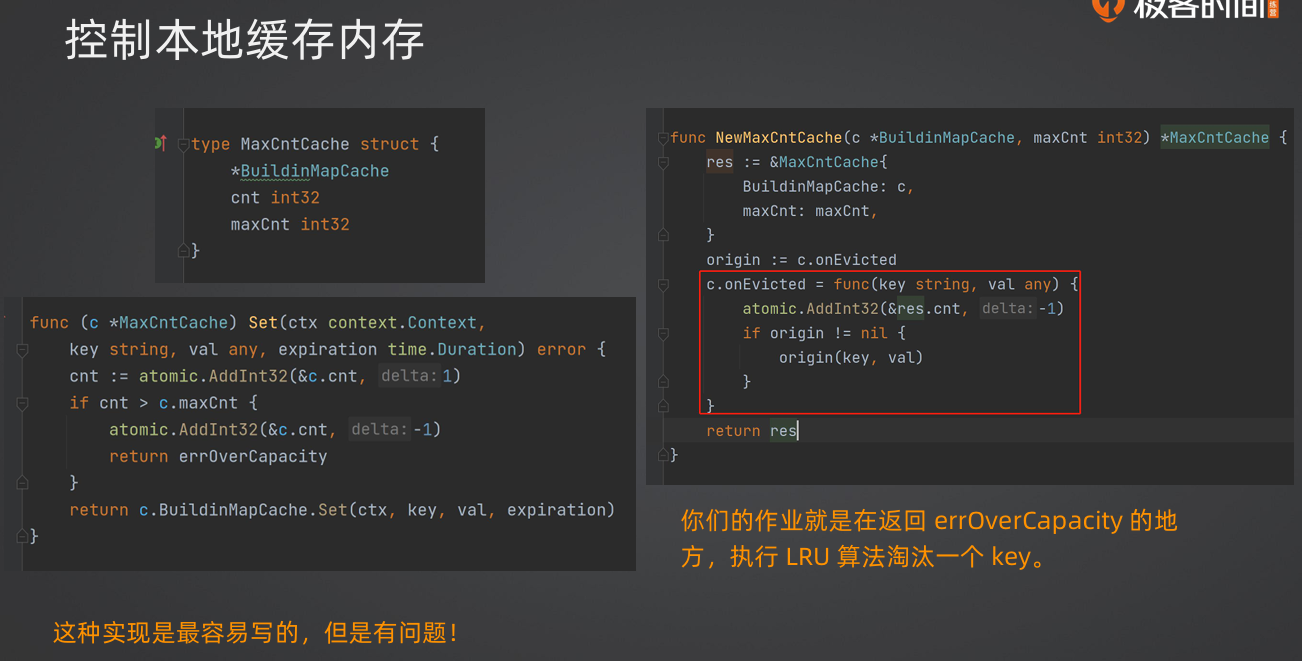 极客时间
控制本地缓存内存
type MaxCntCache struct {
*BuildinMapCache
cnt int32
maxCnt int32
}
func (c *MaxCntCache) Set(ctx context.Context,
key string, val any, expiration time.Duration) error {
cnt := atomic.AddInt32(&c.cnt, delta: 1)
if cnt > c.maxCnt {
atomic.AddInt32(&c.cnt, delta: -1)
return errOverCapacity
}
return c.BuildinMapCache.Set(ctx, key, val, expiration)
}
这种实现是最容易写的，但是有问题！
func NewMaxCntCache(c *BuildinMapCache, maxCnt int32) *MaxCntCache {
res := &MaxCntCache{
BuildinMapCache: c,
maxCnt: maxCnt,
}
origin := c.onEvicted
c.onEvicted = func(key string, val any) {
atomic.AddInt32(&res.cnt, delta: -1)
if origin != nil {
origin(key, val)
}
}
return res
}
你们的作业就是在返回 errOverCapacity 的地
方，执行 LRU 算法淘汰一个 key。